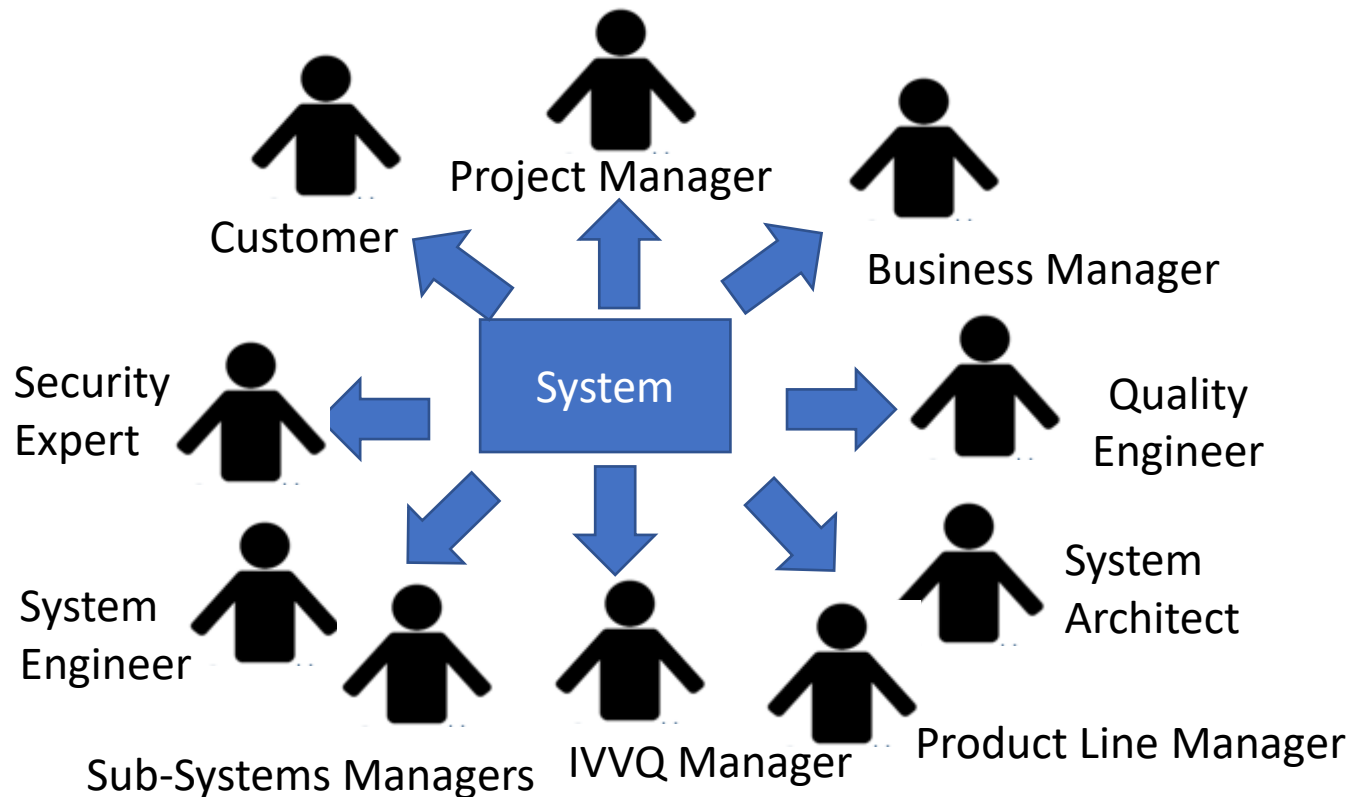 Project Manager
Customer
Business Manager
Security
Expert
System
Quality
Engineer
System
Engineer
System
Architect
Sub-Systems Managers
IVVQ Manager
Product Line Manager